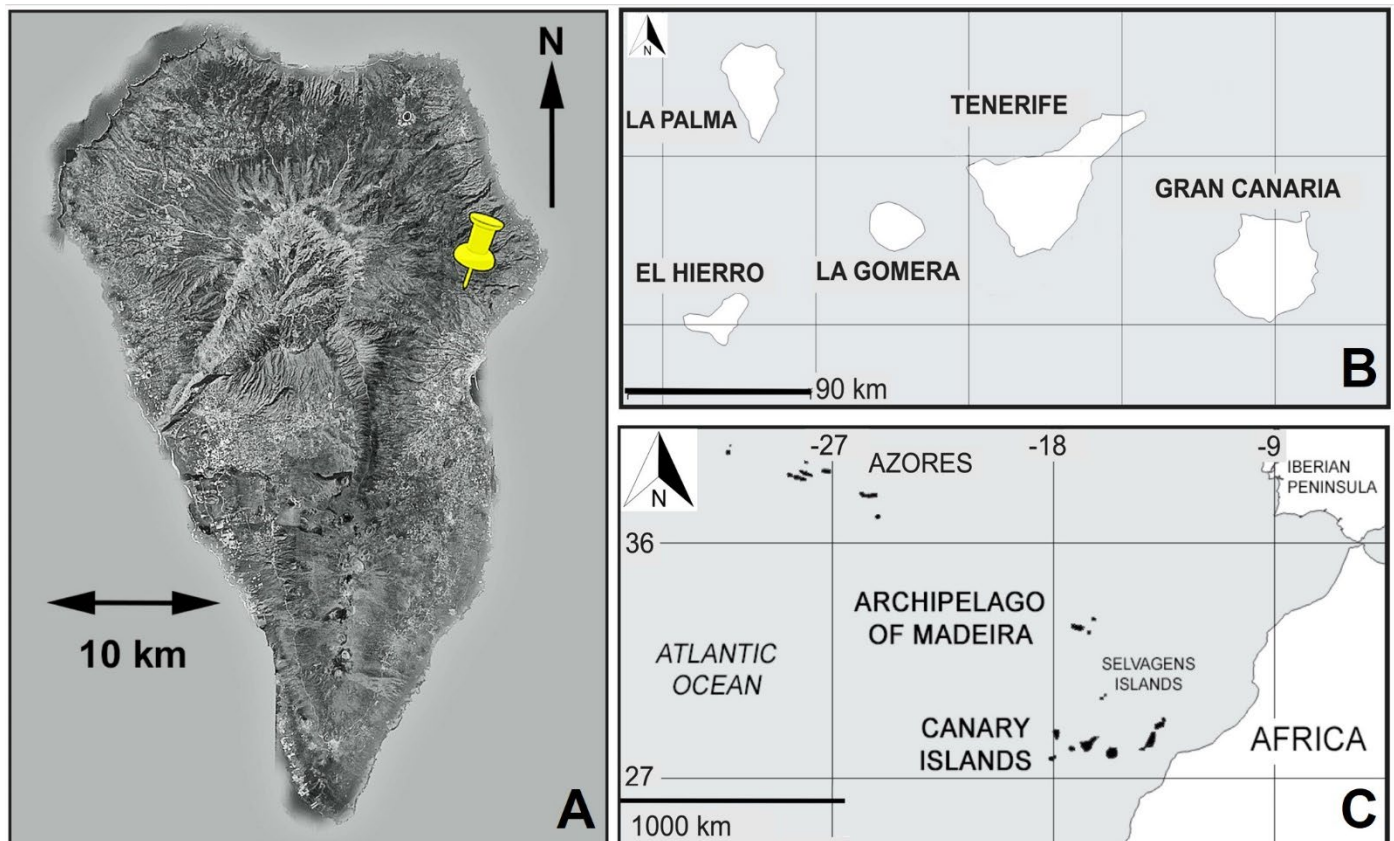 N
10 km
A
N
LA PALMA
TENERIFE
GRAN CANARIA
EL HIERRO
LA GOMERA
90 km
B
N
-27
-18
-9
AZORES
IBERIAN
PENINSULA
36
ARCHIPELAGO
OF MADEIRA
ATLANTIC
OCEAN
SELVAGENS
ISLANDS
CANARY
ISLANDS
AFRICA
27
1000 km
C